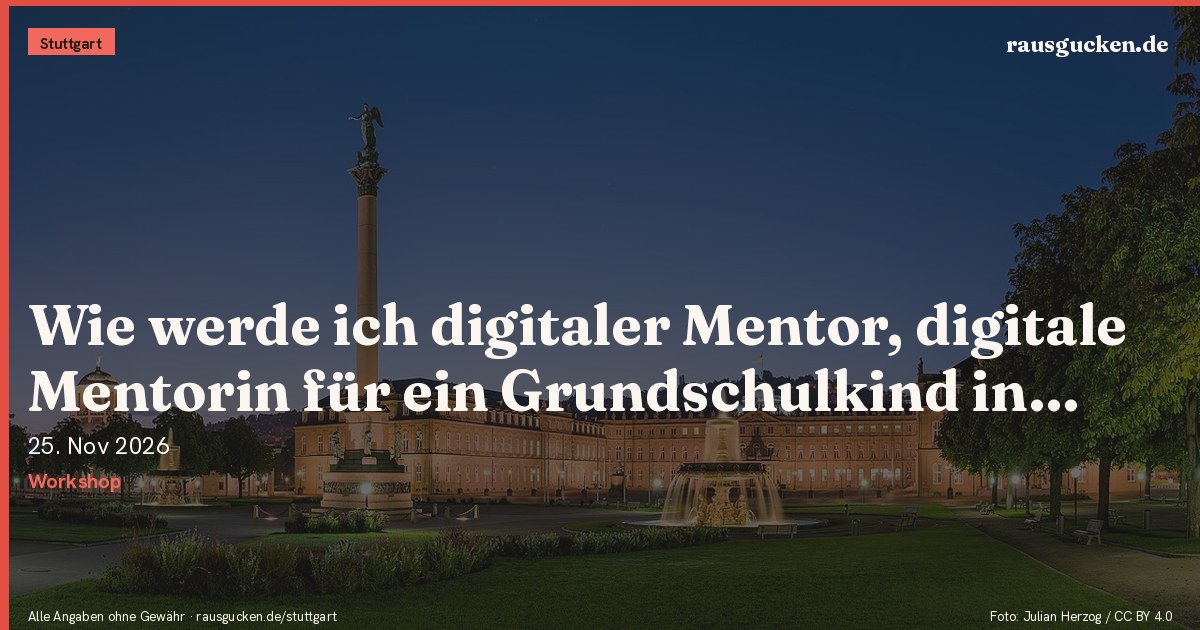 Stuttgart
rausgucken.de
Wie werde ich digitaler Mentor, digitale
Mentorin für ein Grundschulkind in...
25. Nov 2026
Workshop
Alle Angaben ohne Gewähr · rausgucken.de/stuttgart
Foto: Julian Herzog / CC BY 4.0